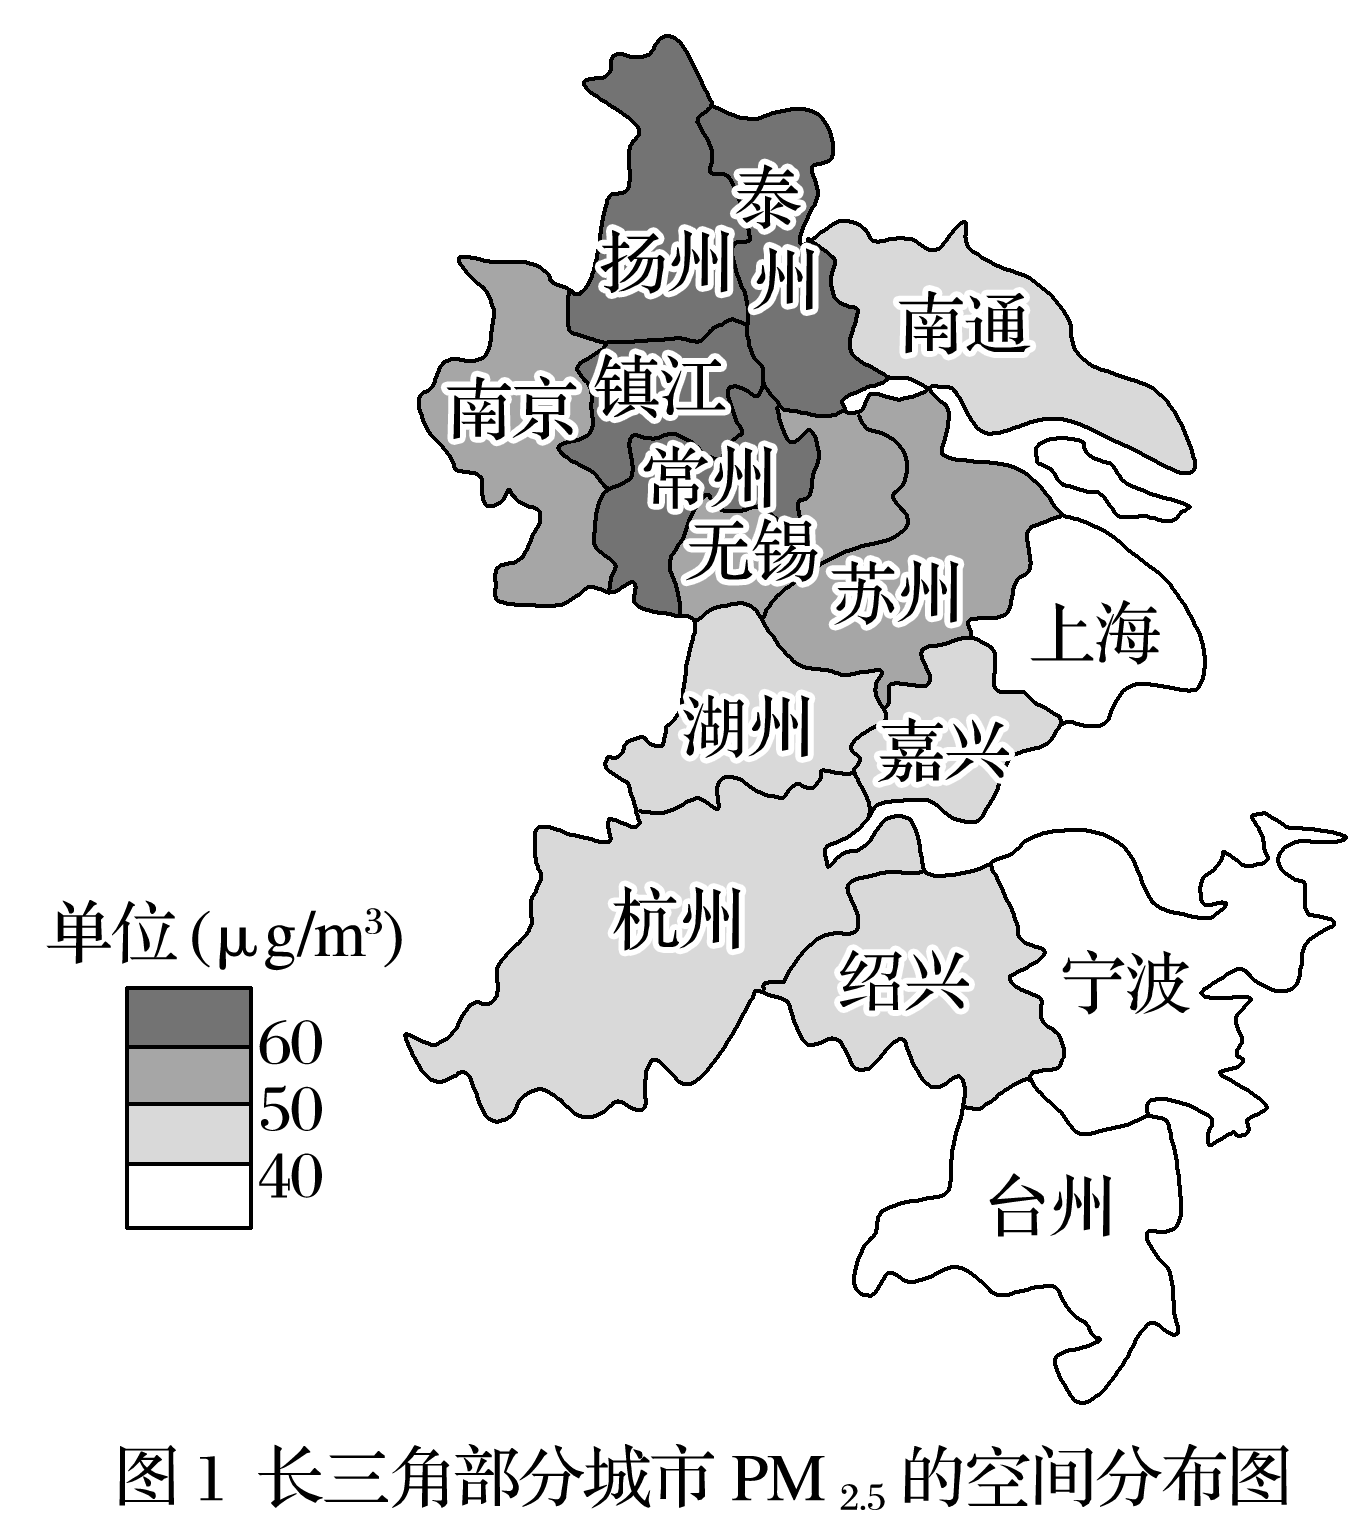 泰州
扬州
南通
镇江
南京
常州
无锡
苏州
上海
湖州
嘉兴
杭州
单位(μg/m³)
绍兴
宁波
60
50
40
台州
图1 长三角部分城市PM2.5的空间分布图